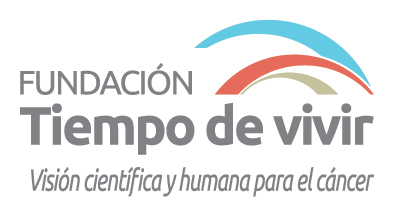 FUNDACIÓN
Tiempo de vivir
Visión científica y humana para el cáncer